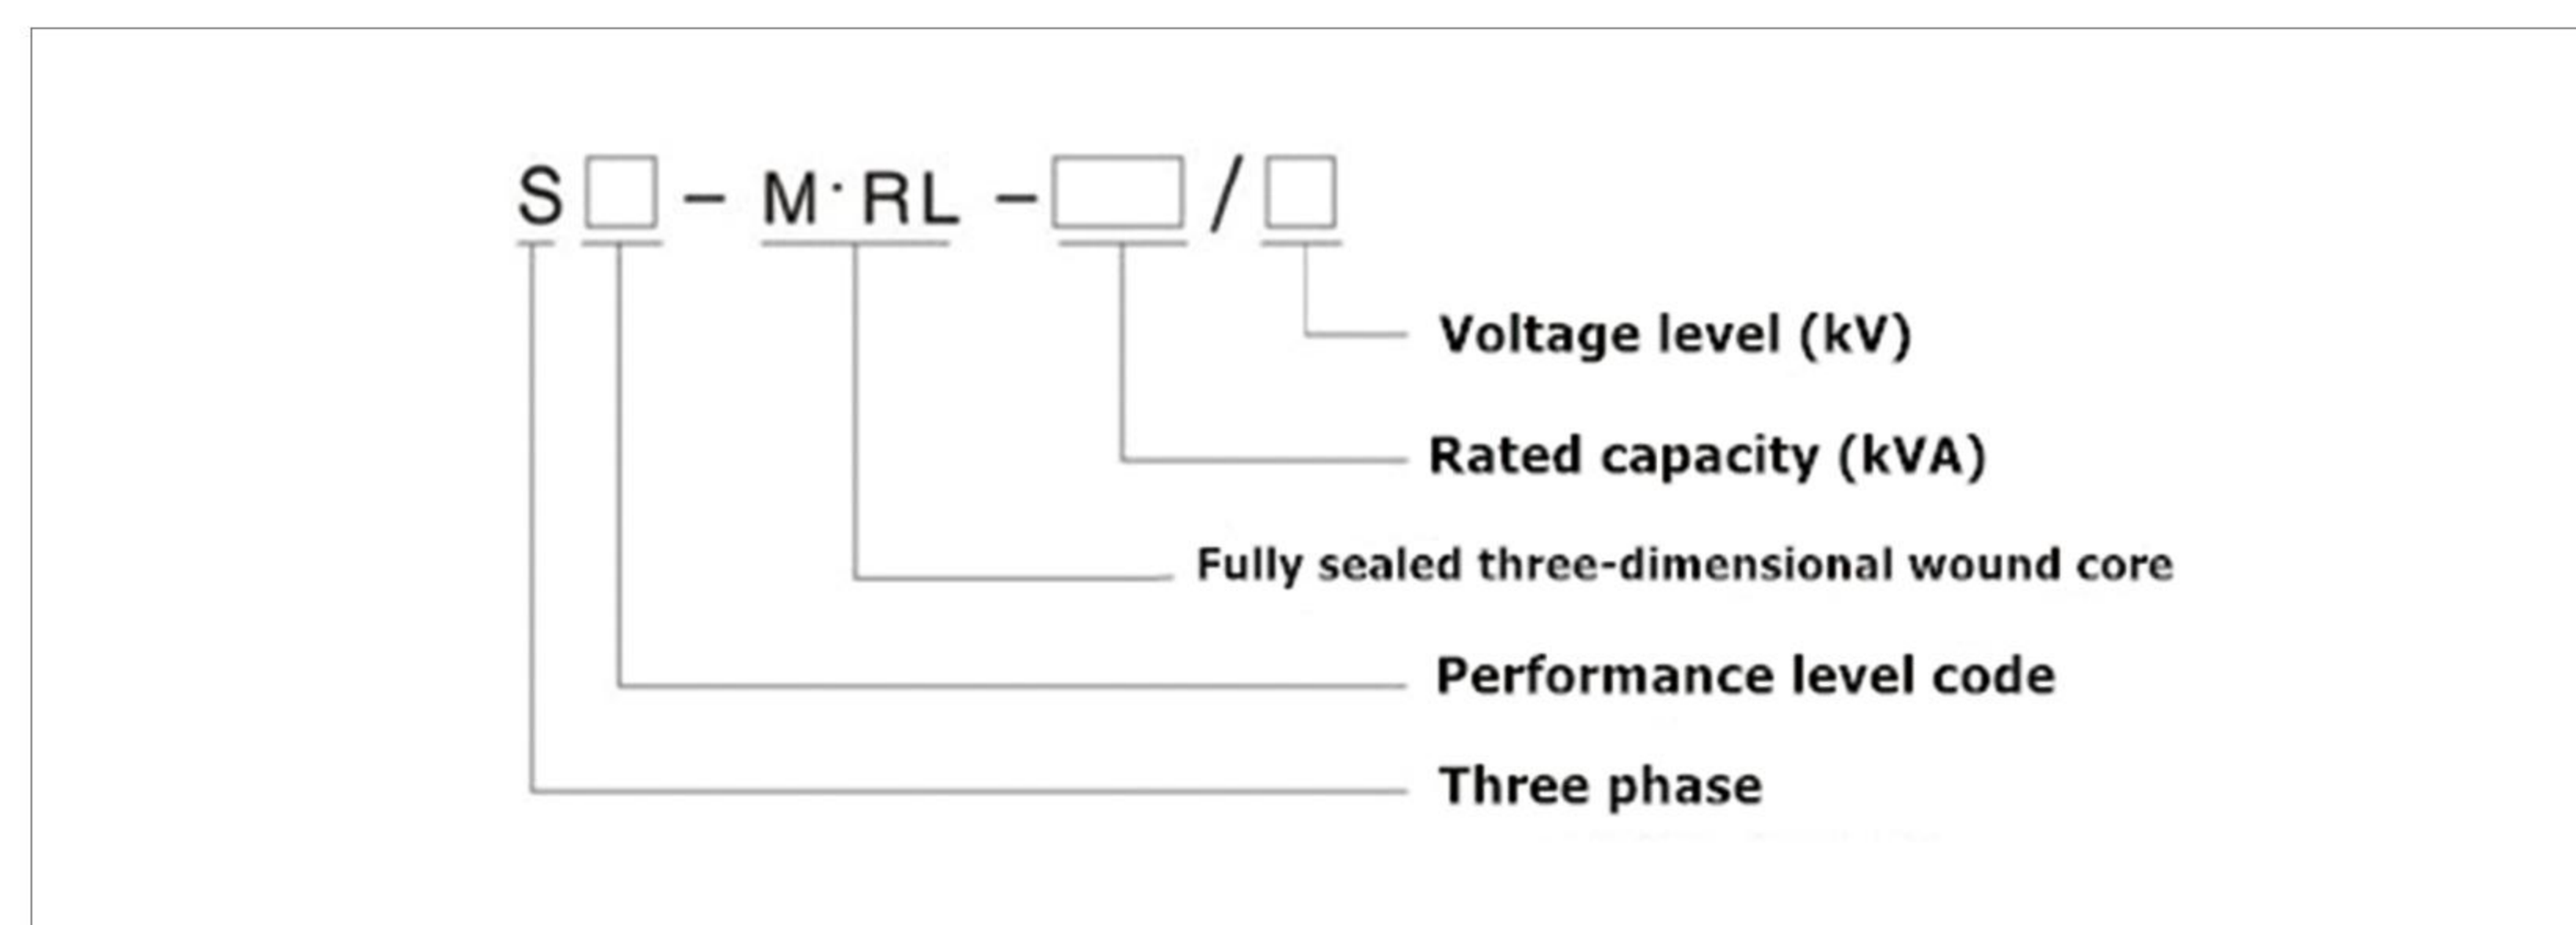 S□ – M·RL –□/□
Voltage level (kV)
Rated capacity (kVA)
Fully sealed three-dimensional wound core
Performance level code
Three phase